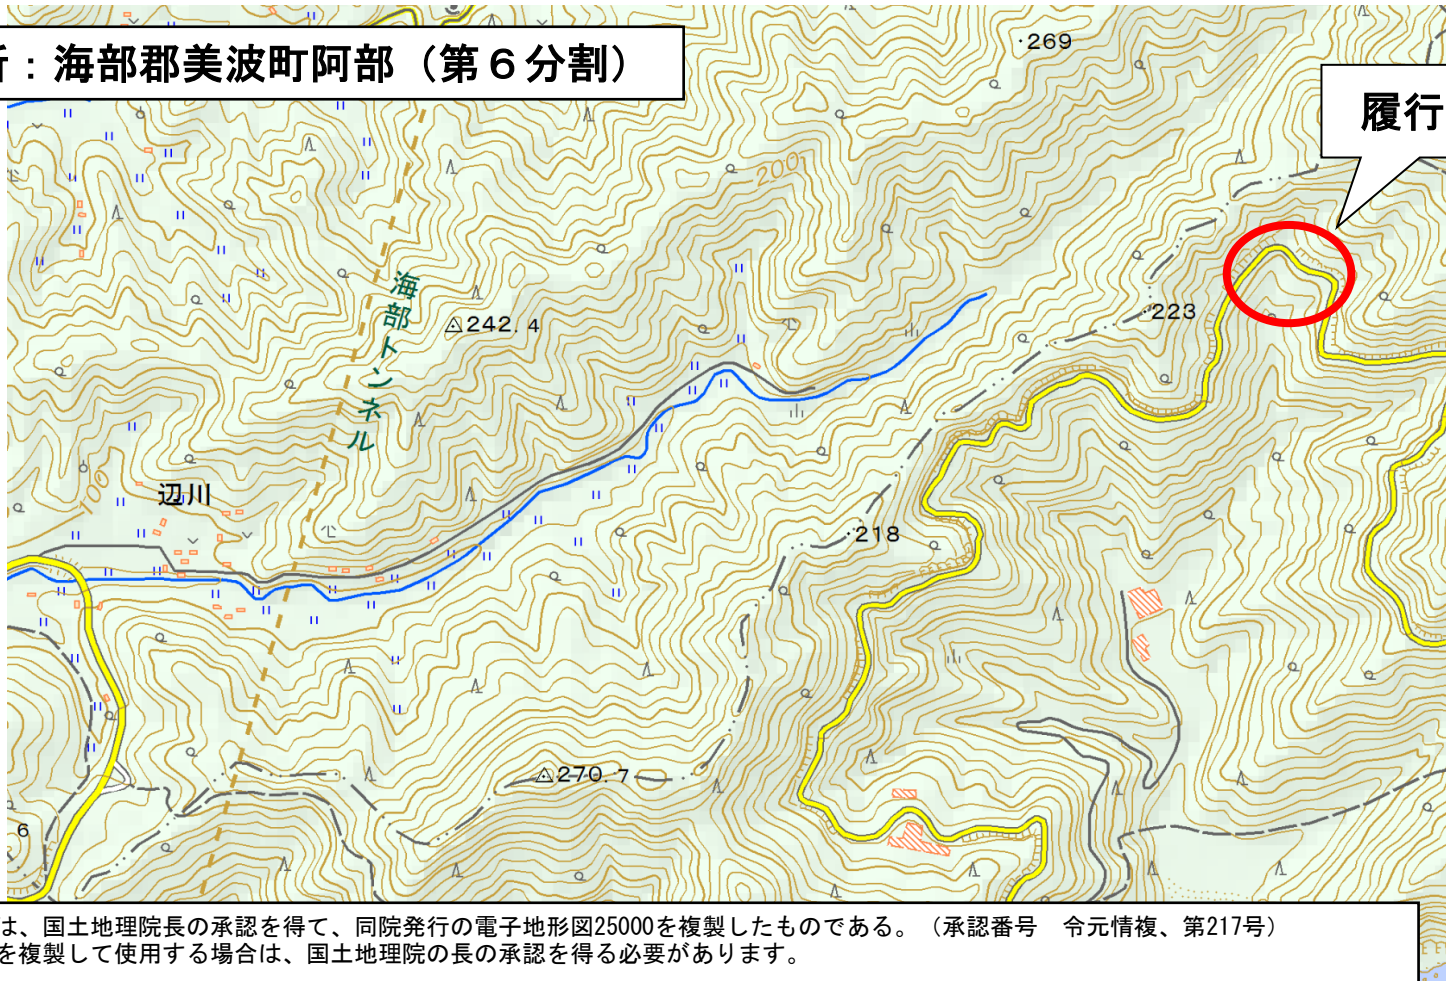 所：海部郡美波町阿部（第６分割）
履行
269
200
223
海部トンネル
242.4
100
辺川
218
270.7
6
は、国土地理院長の承認を得て、同院発行の電子地形図25000を複製したものである。（承認番号　令元情複、第217号）
を複製して使用する場合は、国土地理院の長の承認を得る必要があります。